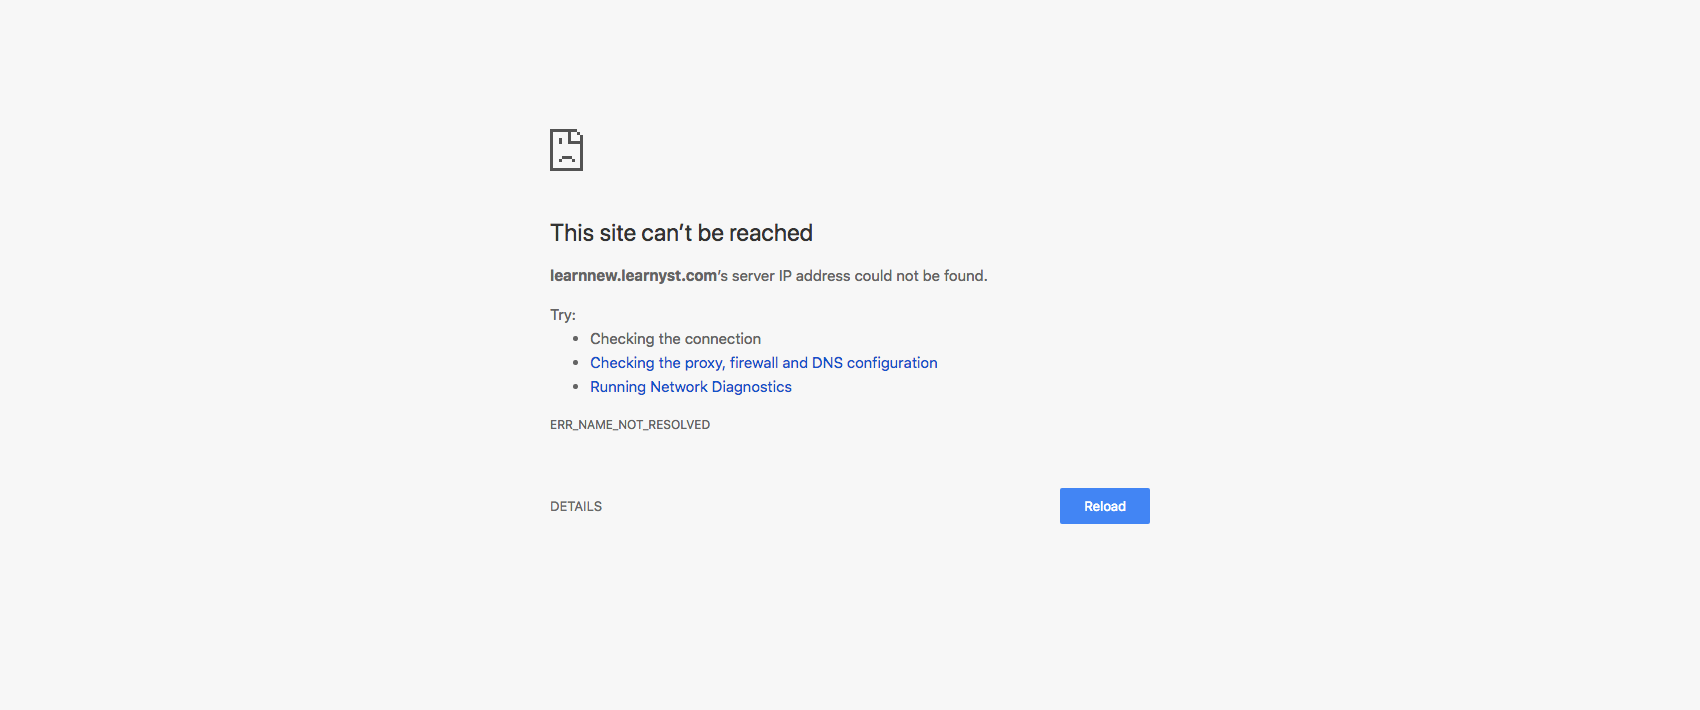 This site can’t be reached
learnnew.learnyst.com’s server IP address could not be found.
Try:
• Checking the connection
• Checking the proxy, firewall and DNS configuration
• Running Network Diagnostics
ERR_NAME_NOT_RESOLVED
DETAILS
Reload